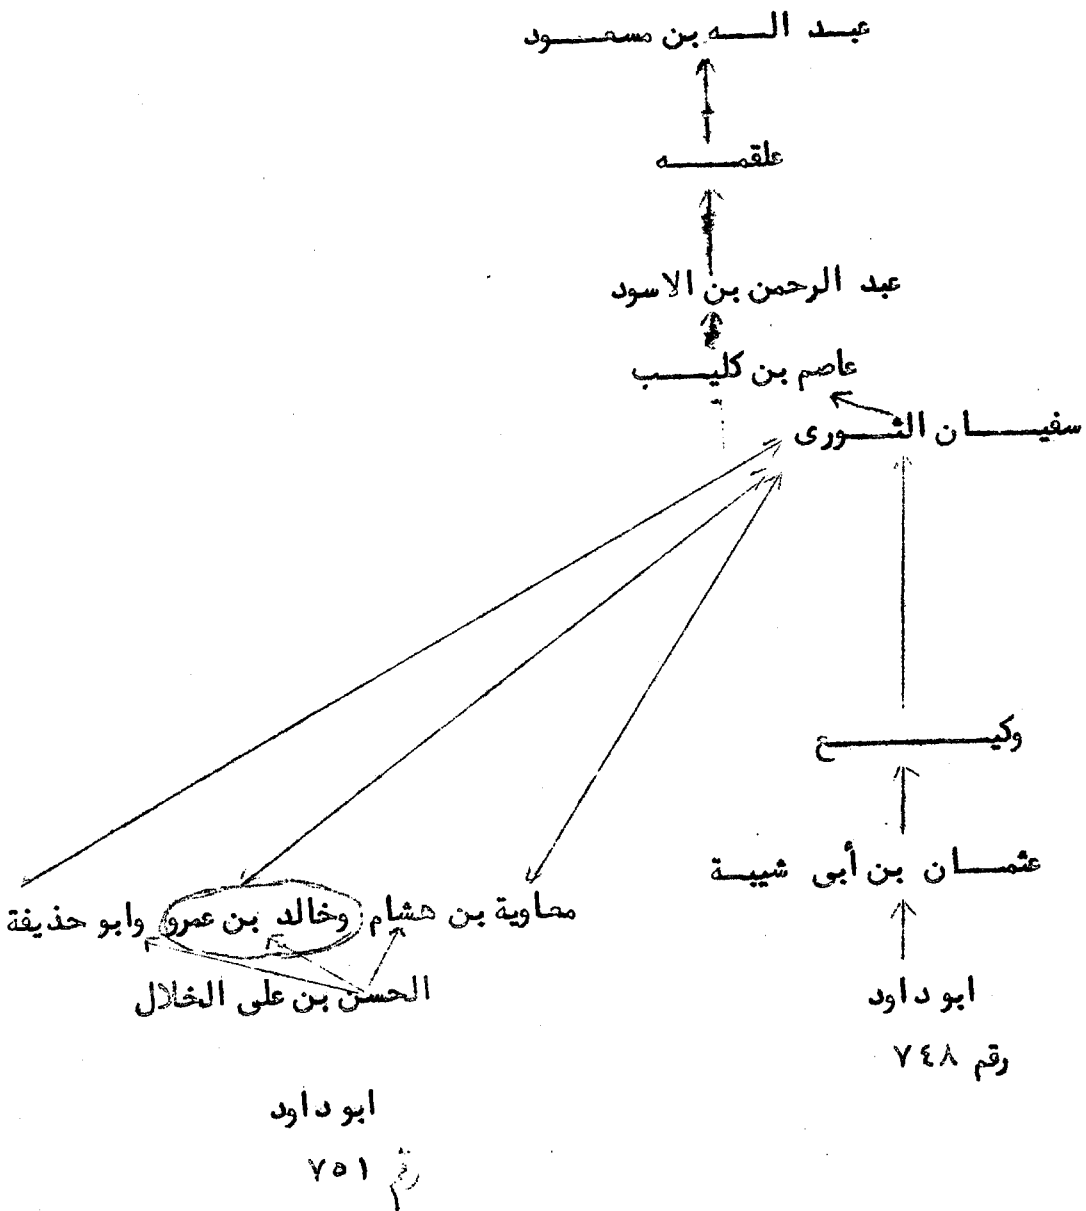 عبد الله بن مسعود
علقمه
عبد الرحمن بن الاسود
عاصم بن كليب
سفيان الثورى
وكيع
عثمان بن أبى شيبة
معاوية بن هشام وخالد بن عمرو وابو حذيفة
الحسن بن على الخلال
ابو داود
رقم ٧٤٨
ابو داود
رقم ٧٥١